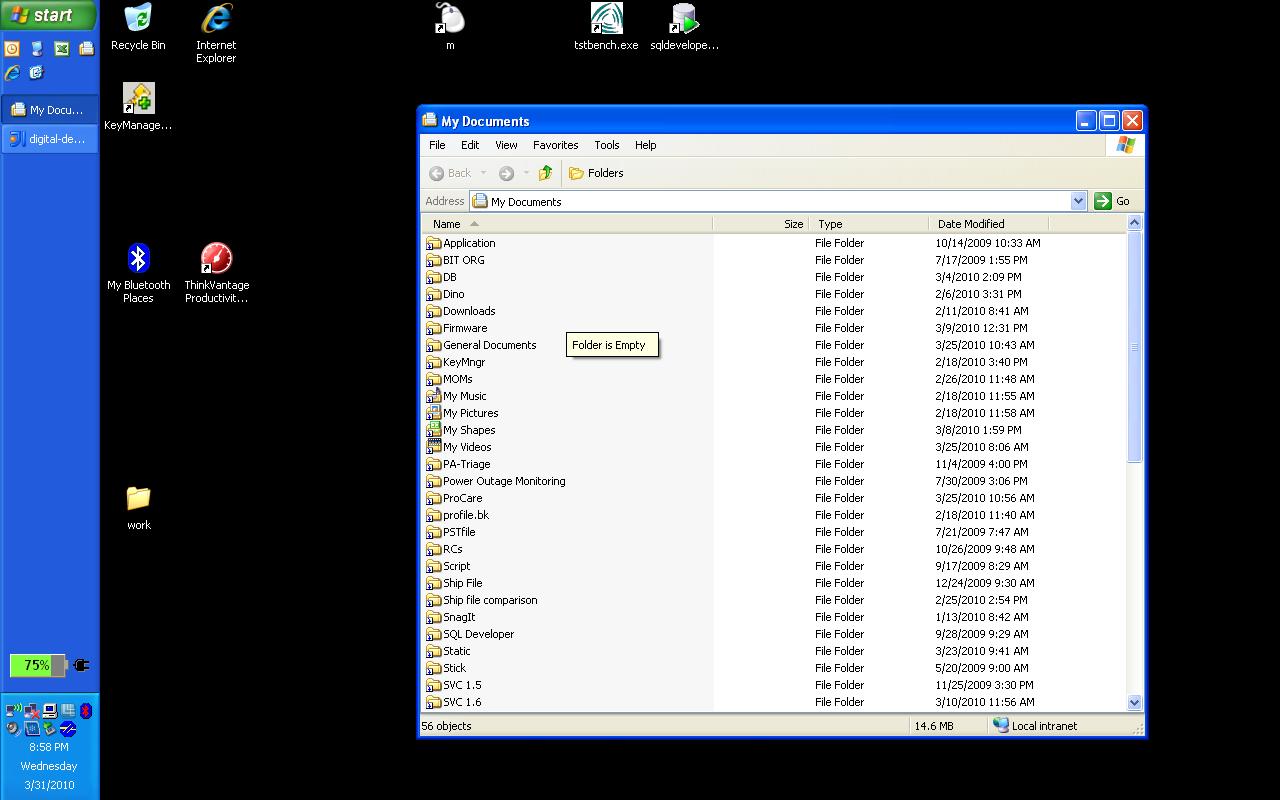 start
Recycle Bin
Internet
Explorer
m
tstbench.exe
sqldevelope...
My Docu...
digital-de...
KeyManage...
My Bluetooth
Places
ThinkVantage
Productivit...
work
75%
8:58 PM
Wednesday
3/31/2010
My Documents
File Edit View Favorites Tools Help
Back Folders
Address My Documents Go
Name Size Type Date Modified
Application File Folder 10/14/2009 10:33 AM
BIT ORG File Folder 7/17/2009 1:55 PM
DB File Folder 3/4/2010 2:09 PM
Dino File Folder 2/6/2010 3:31 PM
Downloads File Folder 2/11/2010 8:41 AM
Firmware File Folder 3/9/2010 12:31 PM
General Documents File Folder 3/25/2010 10:43 AM
Folder is Empty
KeyMngr File Folder 2/18/2010 3:40 PM
MOMs File Folder 2/26/2010 11:48 AM
My Music File Folder 2/18/2010 11:55 AM
My Pictures File Folder 2/18/2010 11:58 AM
My Shapes File Folder 3/8/2010 1:59 PM
My Videos File Folder 3/25/2010 8:06 AM
PA-Triage File Folder 11/4/2009 4:00 PM
Power Outage Monitoring File Folder 7/30/2009 3:06 PM
ProCare File Folder 3/25/2010 10:56 AM
profile.bk File Folder 2/18/2010 11:40 AM
PSTfile File Folder 7/21/2009 7:47 AM
RCs File Folder 10/26/2009 9:48 AM
Script File Folder 9/17/2009 8:29 AM
Ship File File Folder 12/24/2009 9:30 AM
Ship file comparison File Folder 2/25/2010 2:54 PM
SnagIt File Folder 1/13/2010 8:42 AM
SQL Developer File Folder 9/28/2009 9:29 AM
Static File Folder 3/23/2010 9:41 AM
Stick File Folder 5/20/2009 9:00 AM
SVC 1.5 File Folder 11/25/2009 3:30 PM
SVC 1.6 File Folder 3/10/2010 11:56 AM
56 objects 14.6 MB Local intranet